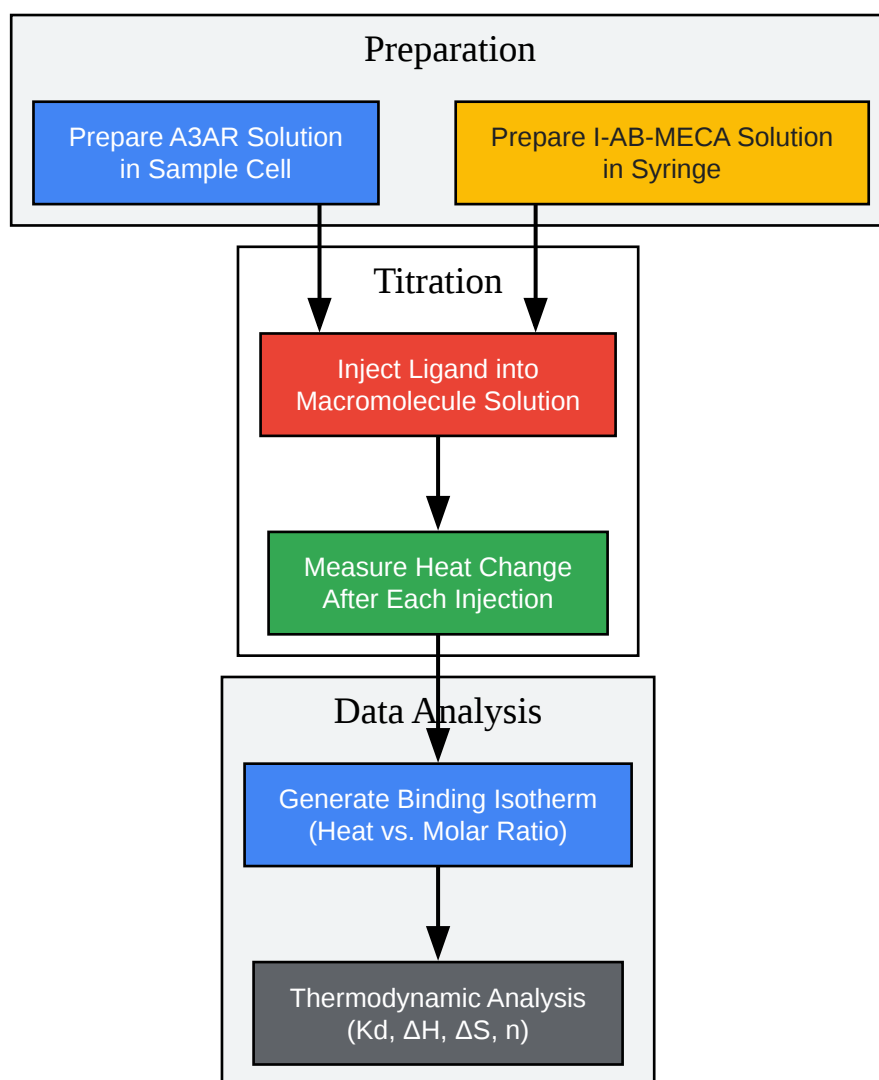 Preparation
Prepare A3AR Solution
in Sample Cell
Prepare I-AB-MECA Solution
in Syringe
Titration
Inject Ligand into
Macromolecule Solution
Measure Heat Change
After Each Injection
Data Analysis
Generate Binding Isotherm
(Heat vs. Molar Ratio)
Thermodynamic Analysis
(Kd, ΔH, ΔS, n)